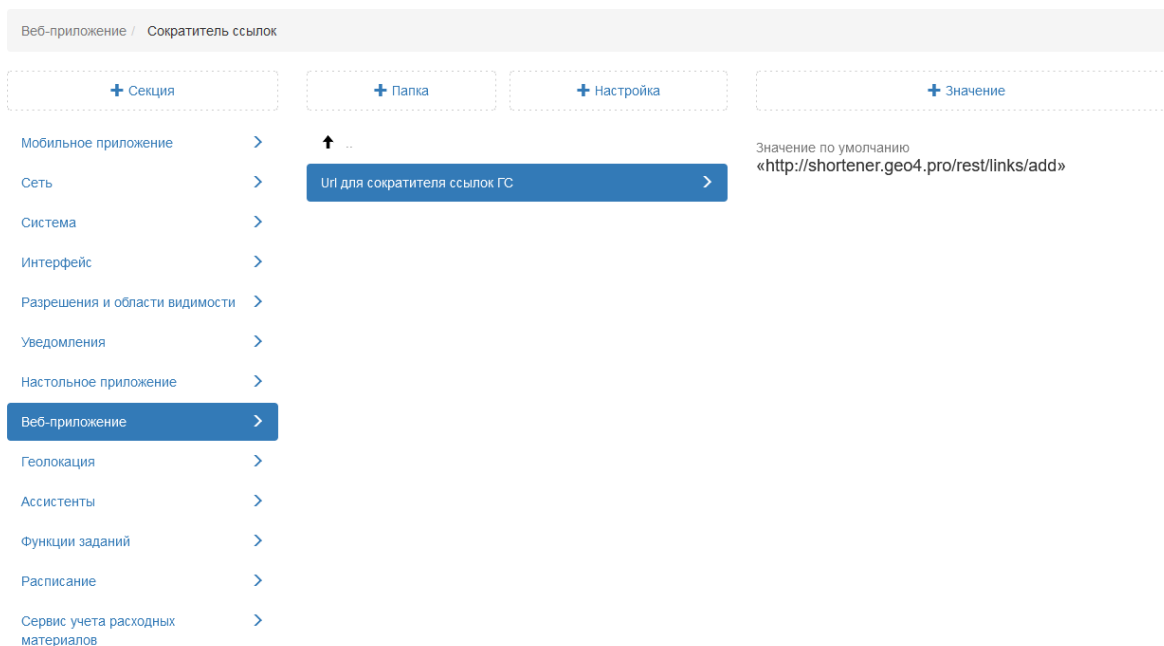 Веб-приложение / Сократитель ссылок
+ Секция
+ Папка
+ Настройка
+ Значение
Мобильное приложение
Сеть
Система
Интерфейс
Разрешения и области видимости
Уведомления
Настольное приложение
Веб-приложение
Геолокация
Ассистенты
Функции заданий
Расписание
Сервис учета расходных
материалов
..
Url для сократителя ссылок ГС
Значение по умолчанию
«http://shortener.geo4.pro/rest/links/add»